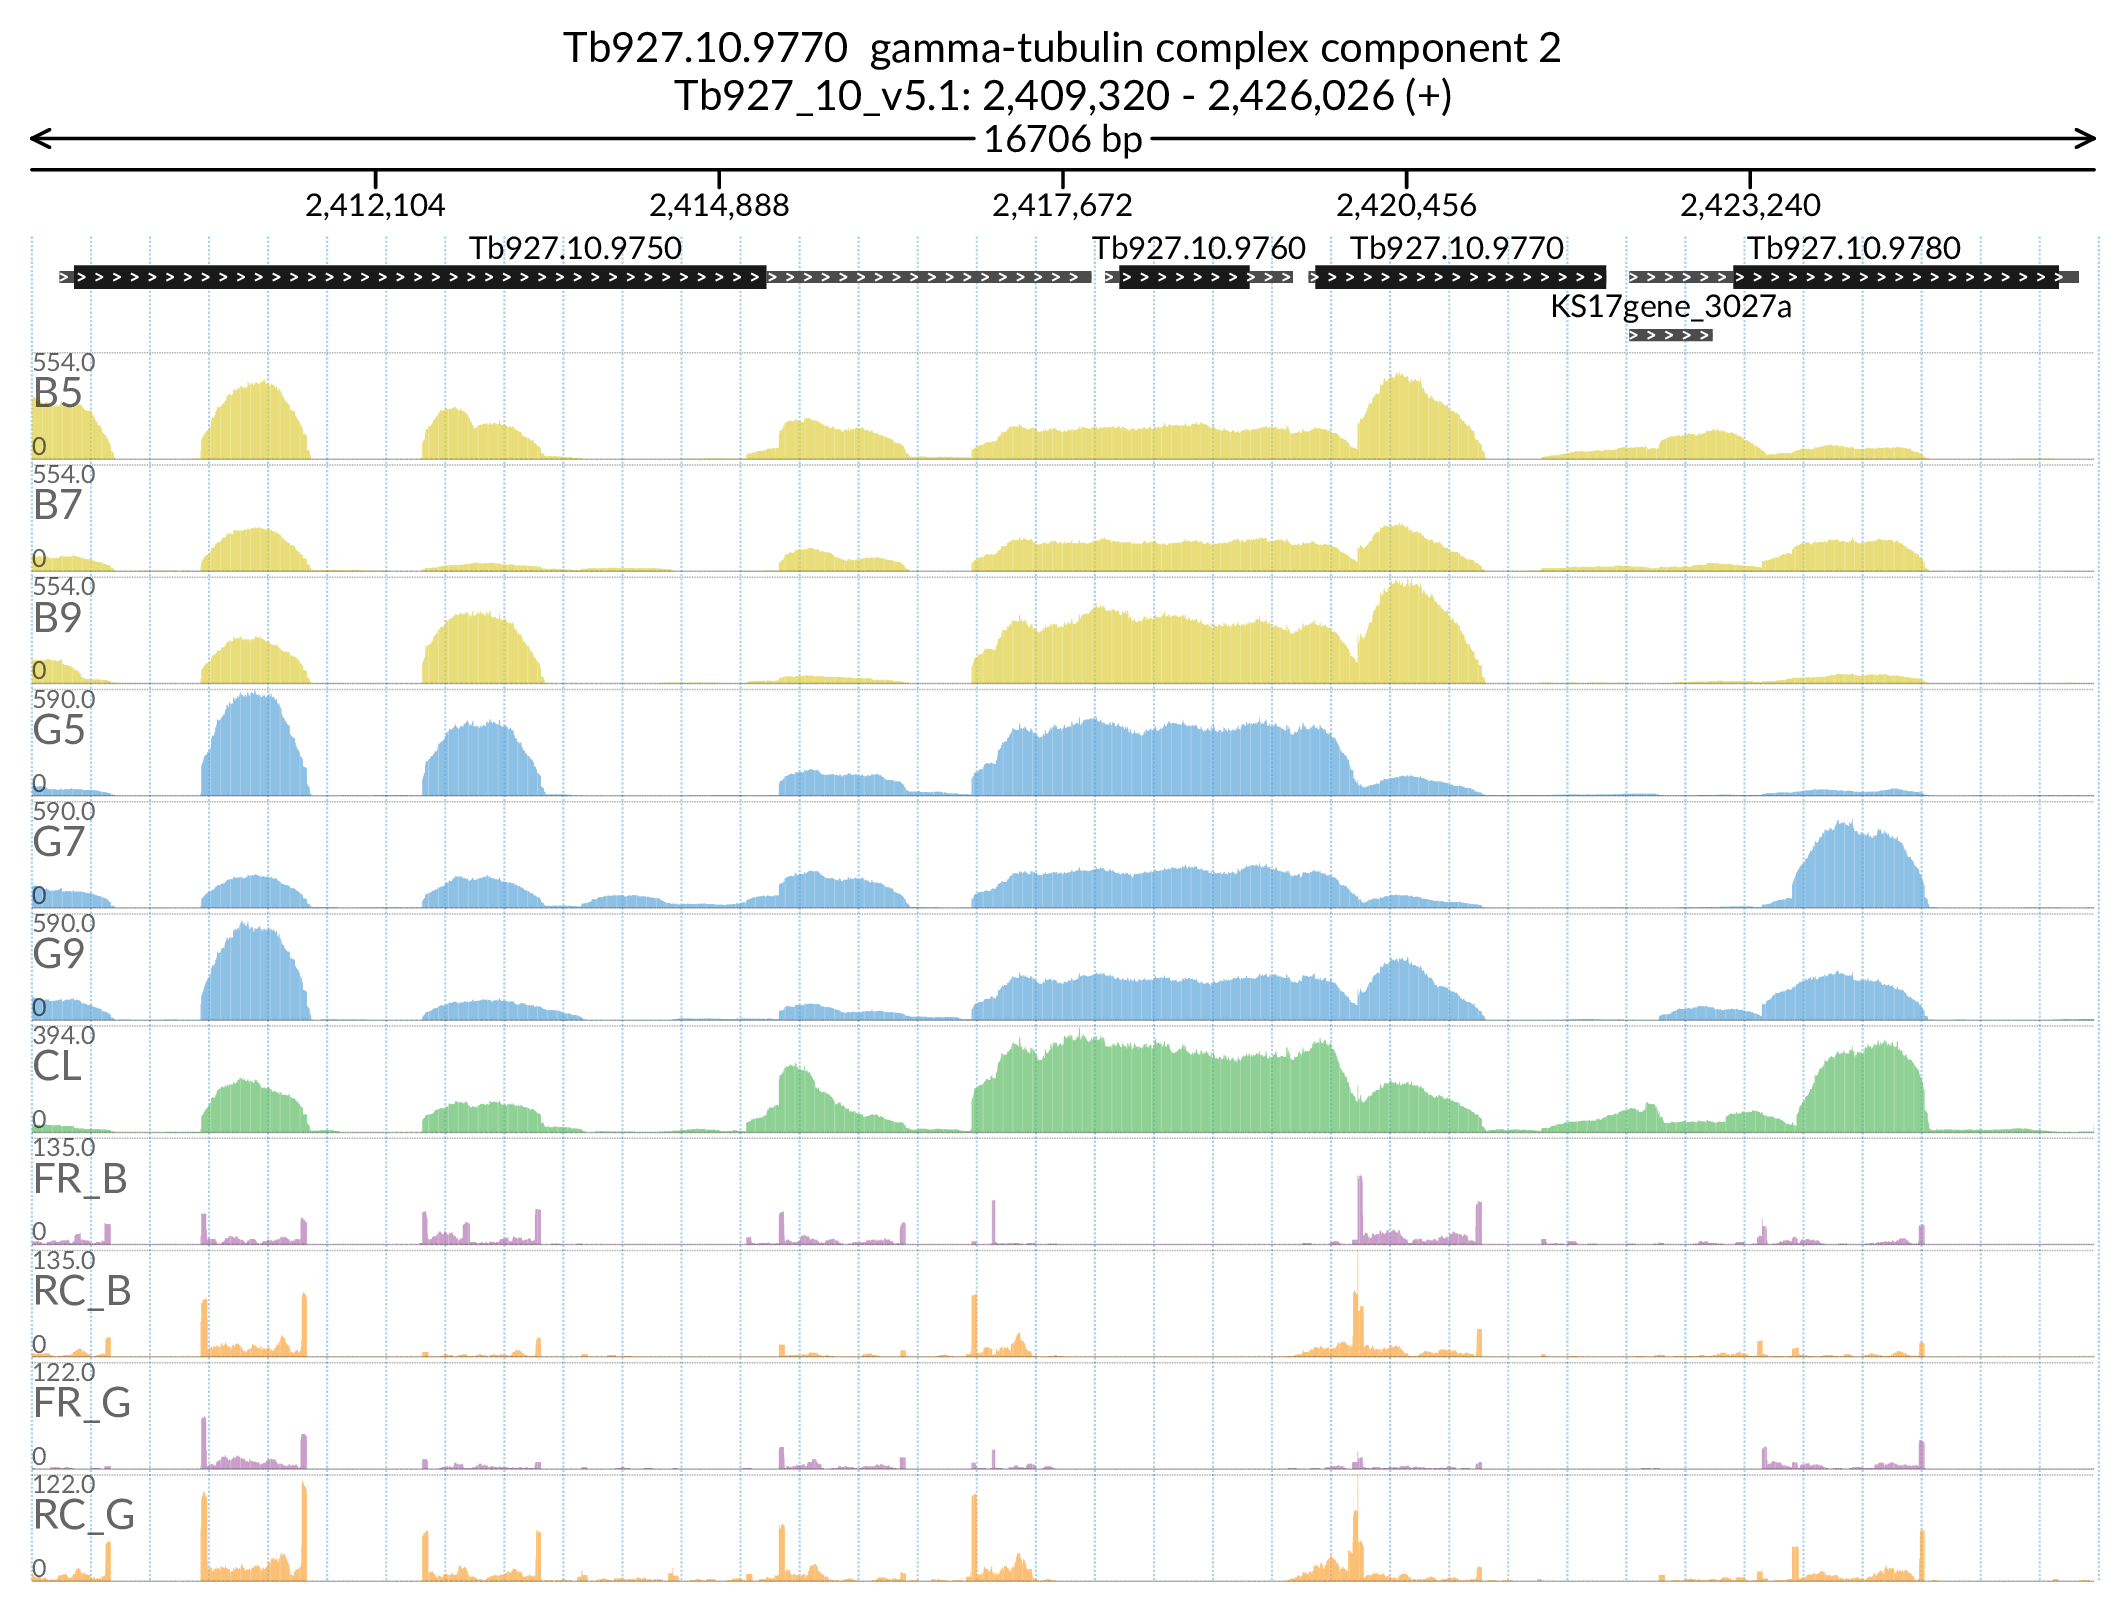 Tb927.10.9770  gamma-tubulin complex component 2
Tb927_10_v5.1: 2,409,320 - 2,426,026 (+)
16706 bp
2,412,104 2,414,888 2,417,672 2,420,456 2,423,240
Tb927.10.9750 Tb927.10.9760 Tb927.10.9770 Tb927.10.9780
KS17gene_3027a
554.0
B5
0
554.0
B7
0
554.0
B9
0
590.0
G5
0
590.0
G7
0
590.0
G9
0
394.0
CL
0
135.0
FR_B
0
135.0
RC_B
0
122.0
FR_G
0
122.0
RC_G
0